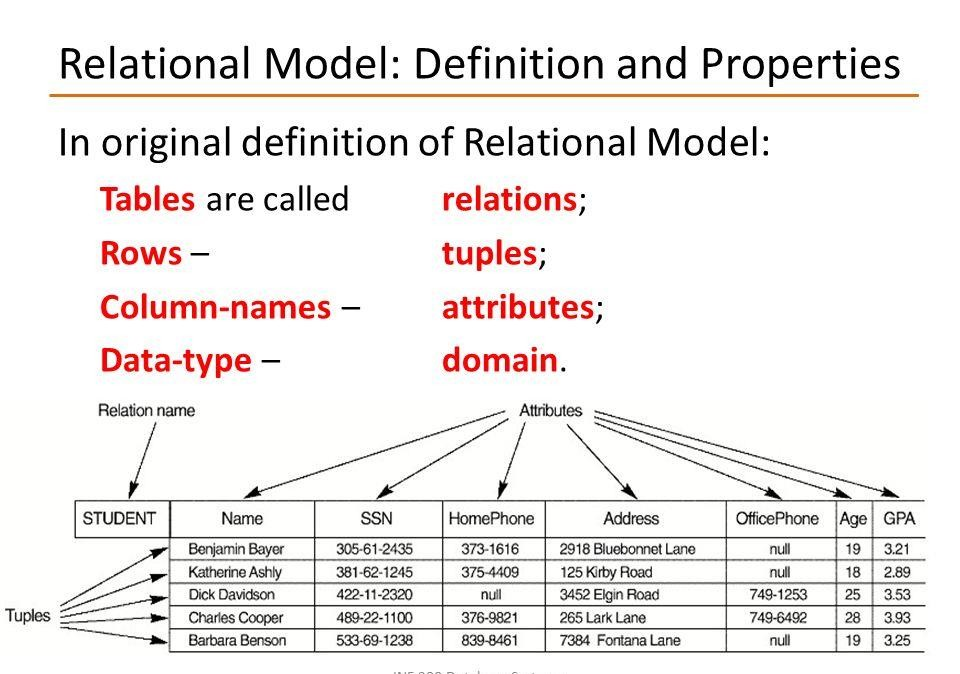 Relational Model: Definition and Properties
In original definition of Relational Model:
Tables are called relations;
Rows – tuples;
Column-names – attributes;
Data-type – domain.
Relation name Attributes
STUDENT Name SSN HomePhone Address OfficePhone Age GPA
Benjamin Bayer 305-61-2435 373-1616 2918 Bluebonnet Lane null 19 3.21
Katherine Ashly 381-62-1245 375-4409 125 Kirby Road null 18 2.89
Dick Davidson 422-11-2320 null 3452 Elgin Road 749-1253 25 3.53
Tuples
Charles Cooper 489-22-1100 376-9821 265 Lark Lane 749-6492 28 3.93
Barbara Benson 533-69-1238 839-8461 7384 Fontana Lane null 19 3.25